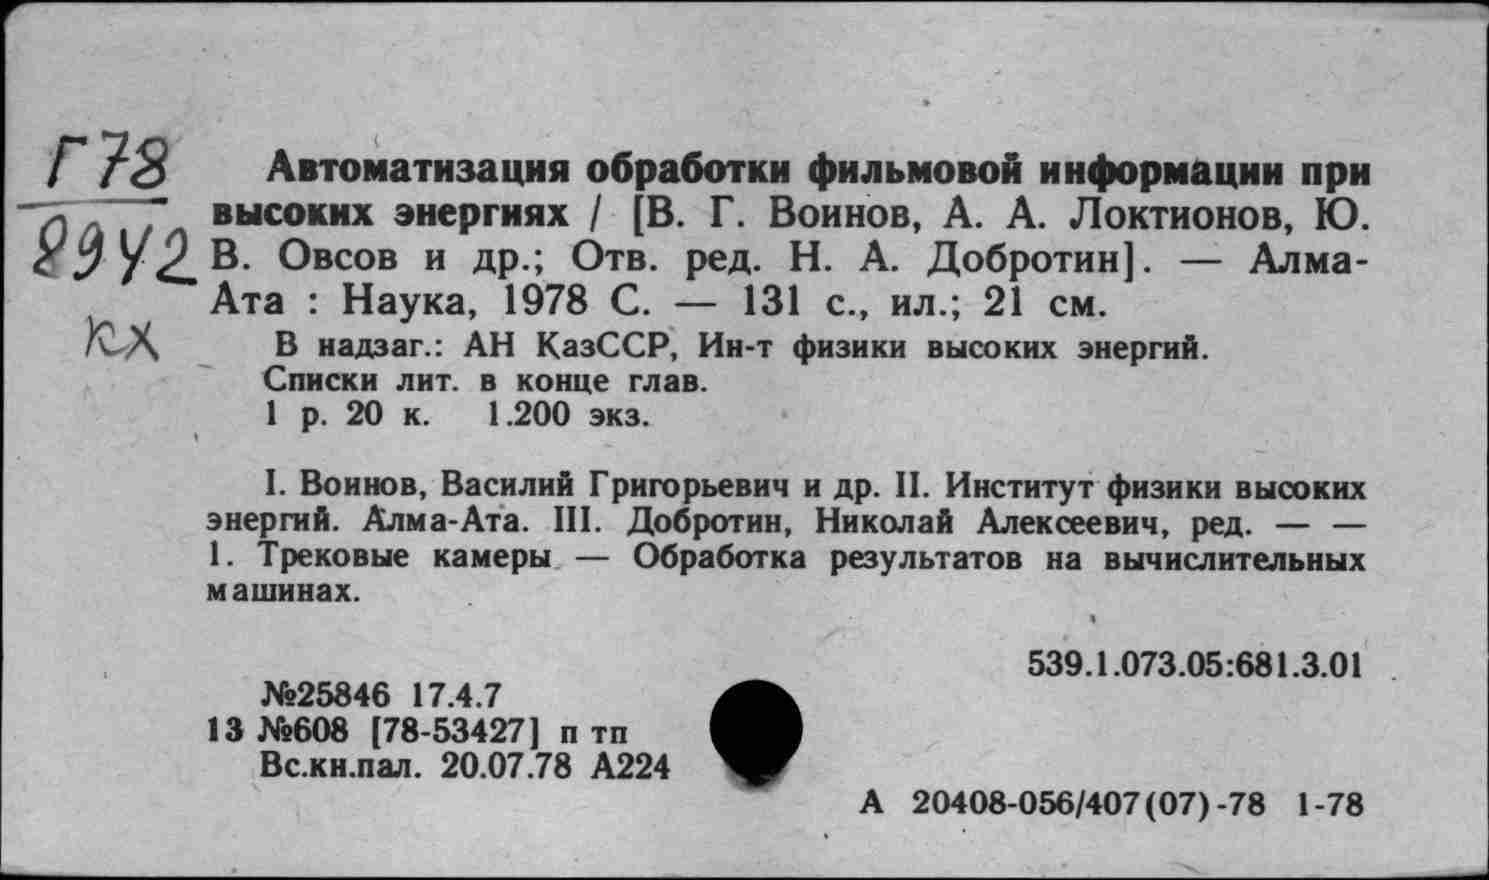 Г78
8942
кх
Автоматизация обработки фильмовой информации при
высоких энергиях / [В. Г. Воинов, А. А. Локтионов, Ю.
В. Овсов и др.; Отв. ред. Н. А. Добротин]. — Алма-
Ата : Наука, 1978 С. — 131 с., ил.; 21 см.
В надзаг.: АН КазССР, Ин-т физики высоких энергий.
Списки лит. в конце глав.
1 р. 20 к. 1.200 экз.
I. Воинов, Василий Григорьевич и др. II. Институт физики высоких
энергий. Алма-Ата. III. Добротин, Николай Алексеевич, ред. — —
1. Трековые камеры — Обработка результатов на вычислительных
машинах.
539.1.073.05:681.3.01
№25846 17.4.7
13 №608 [78-53427] п тп
Вс.кн.пал. 20.07.78 А224
А 20408-056/407(07)-78 1-78